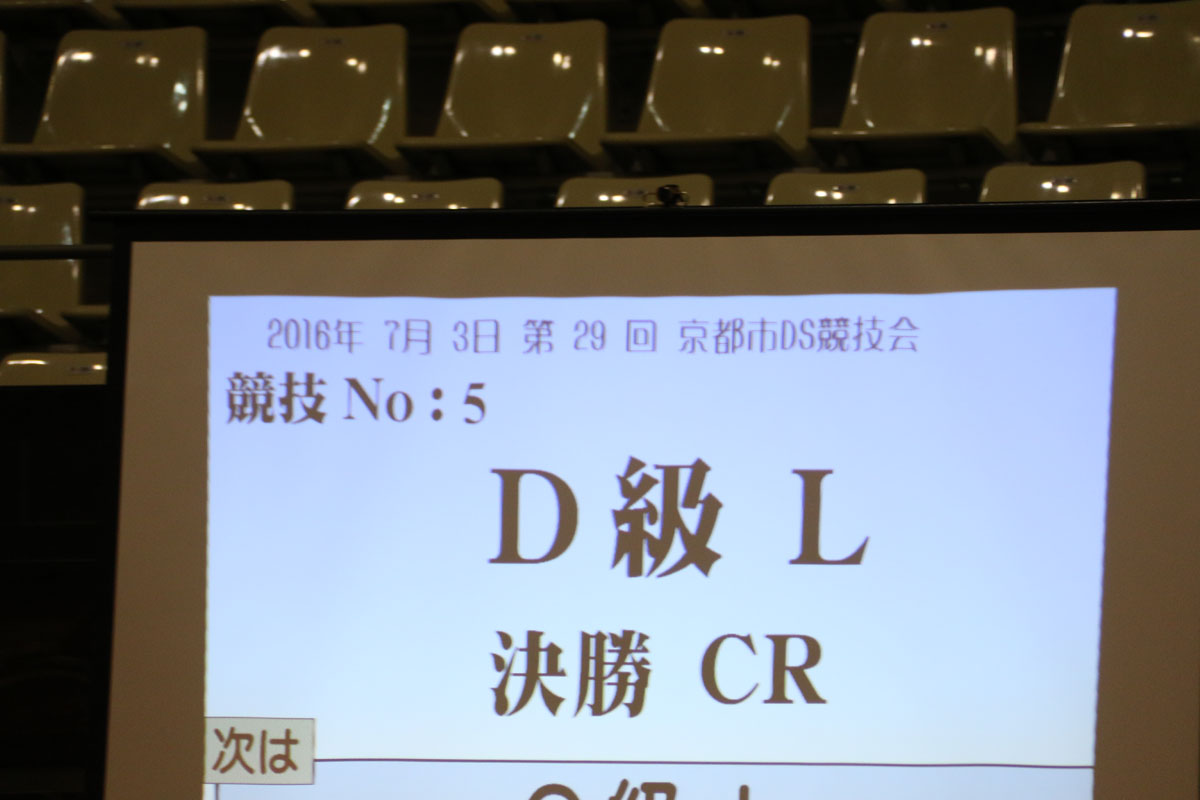 2016年 7月 3日 第 29 回 京都市DS競技会
競技 No：5
D 級 L
決勝 CR
次は